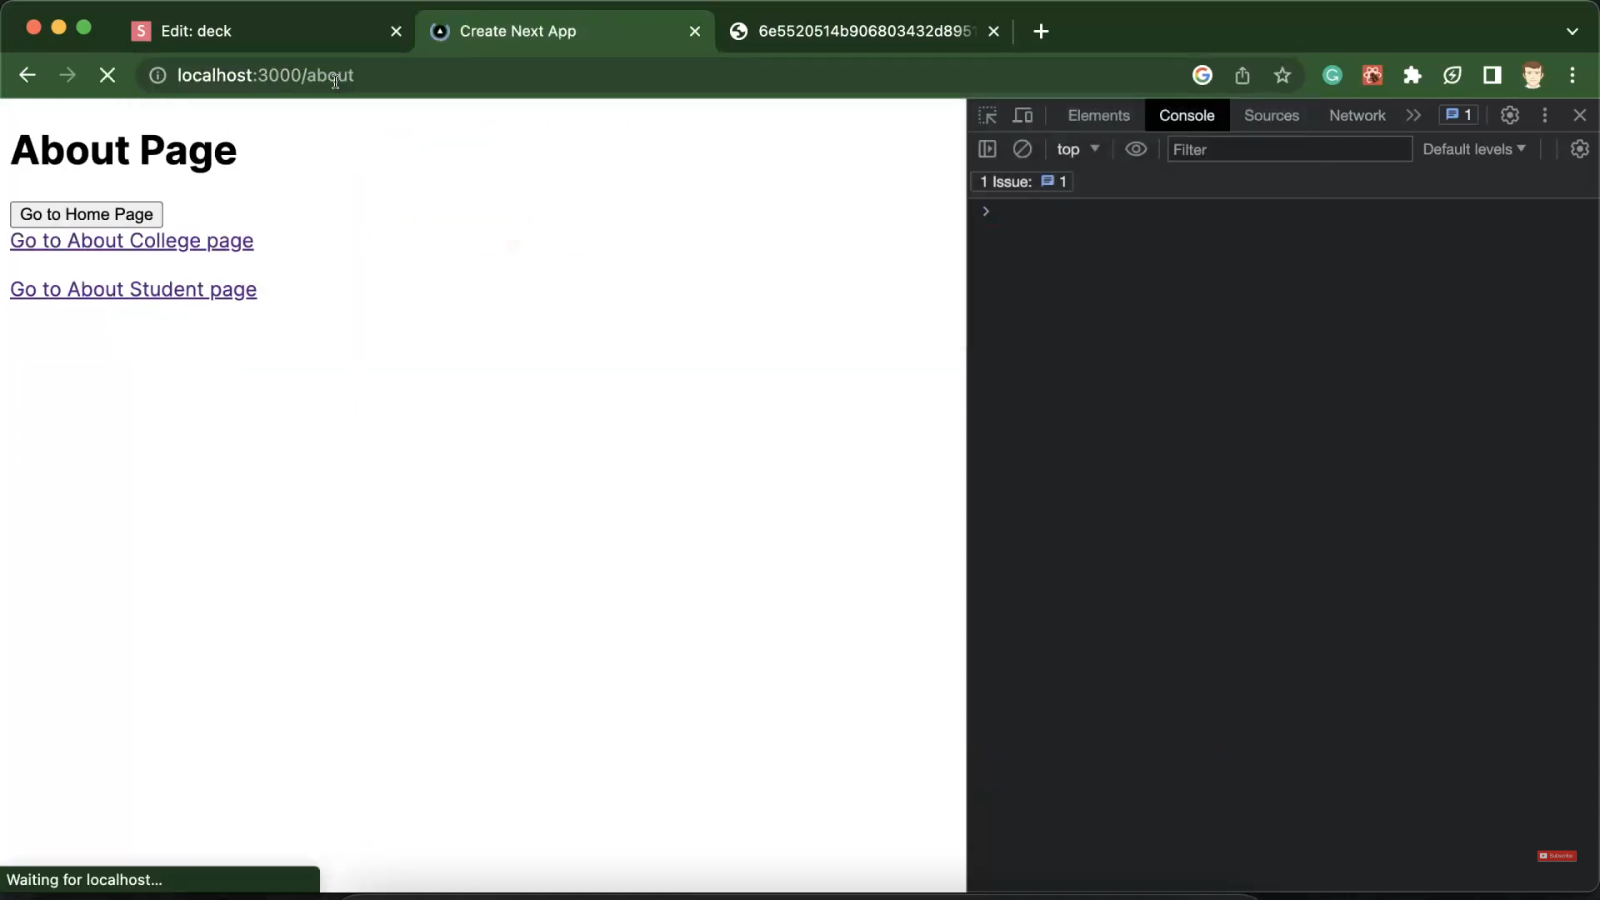 S Edit: deck
Create Next App
6e5520514b906803432d8951
localhost:3000/about
About Page
Go to Home Page
Go to About College page
Go to About Student page
Elements Console Sources Network 1
top Filter Default levels
1 Issue: 1
Subscribe
Waiting for localhost...